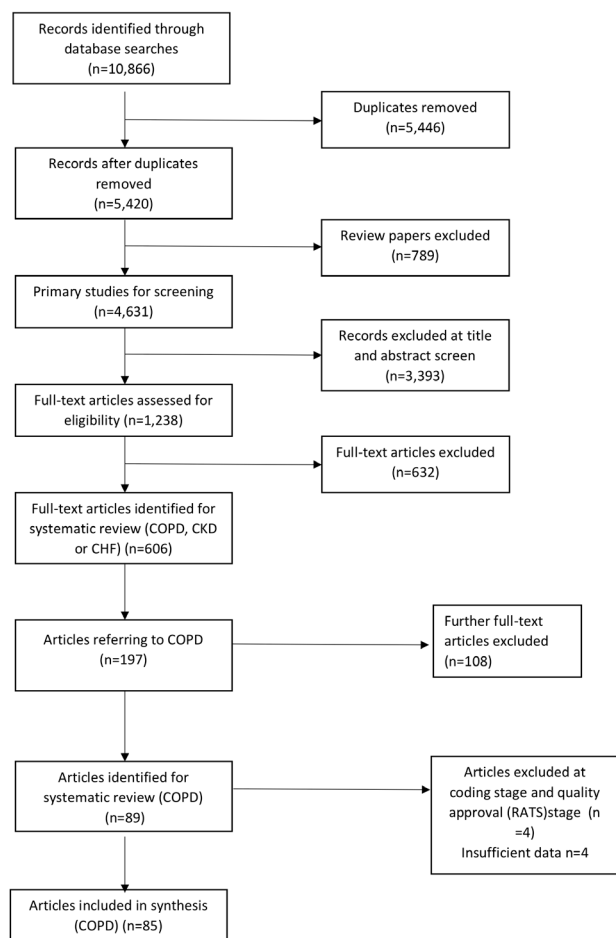 Records identified through
database searches
(n=10,866)
Duplicates removed
(n=5,446)
Records after duplicates
removed
(n=5,420)
Review papers excluded
(n=789)
Primary studies for screening
(n=4,631)
Records excluded at title
and abstract screen
(n=3,393)
Full-text articles assessed for
eligibility (n=1,238)
Full-text articles excluded
(n=632)
Full-text articles identified for
systematic review (COPD, CKD
or CHF) (n=606)
Articles referring to COPD
(n=197)
Further full-text
articles excluded
(n=108)
Articles identified for
systematic review (COPD)
(n=89)
Articles excluded at
coding stage and quality
approval (RATS)stage (n
=4)
Insufficient data n=4
Articles included in synthesis
(COPD) (n=85)